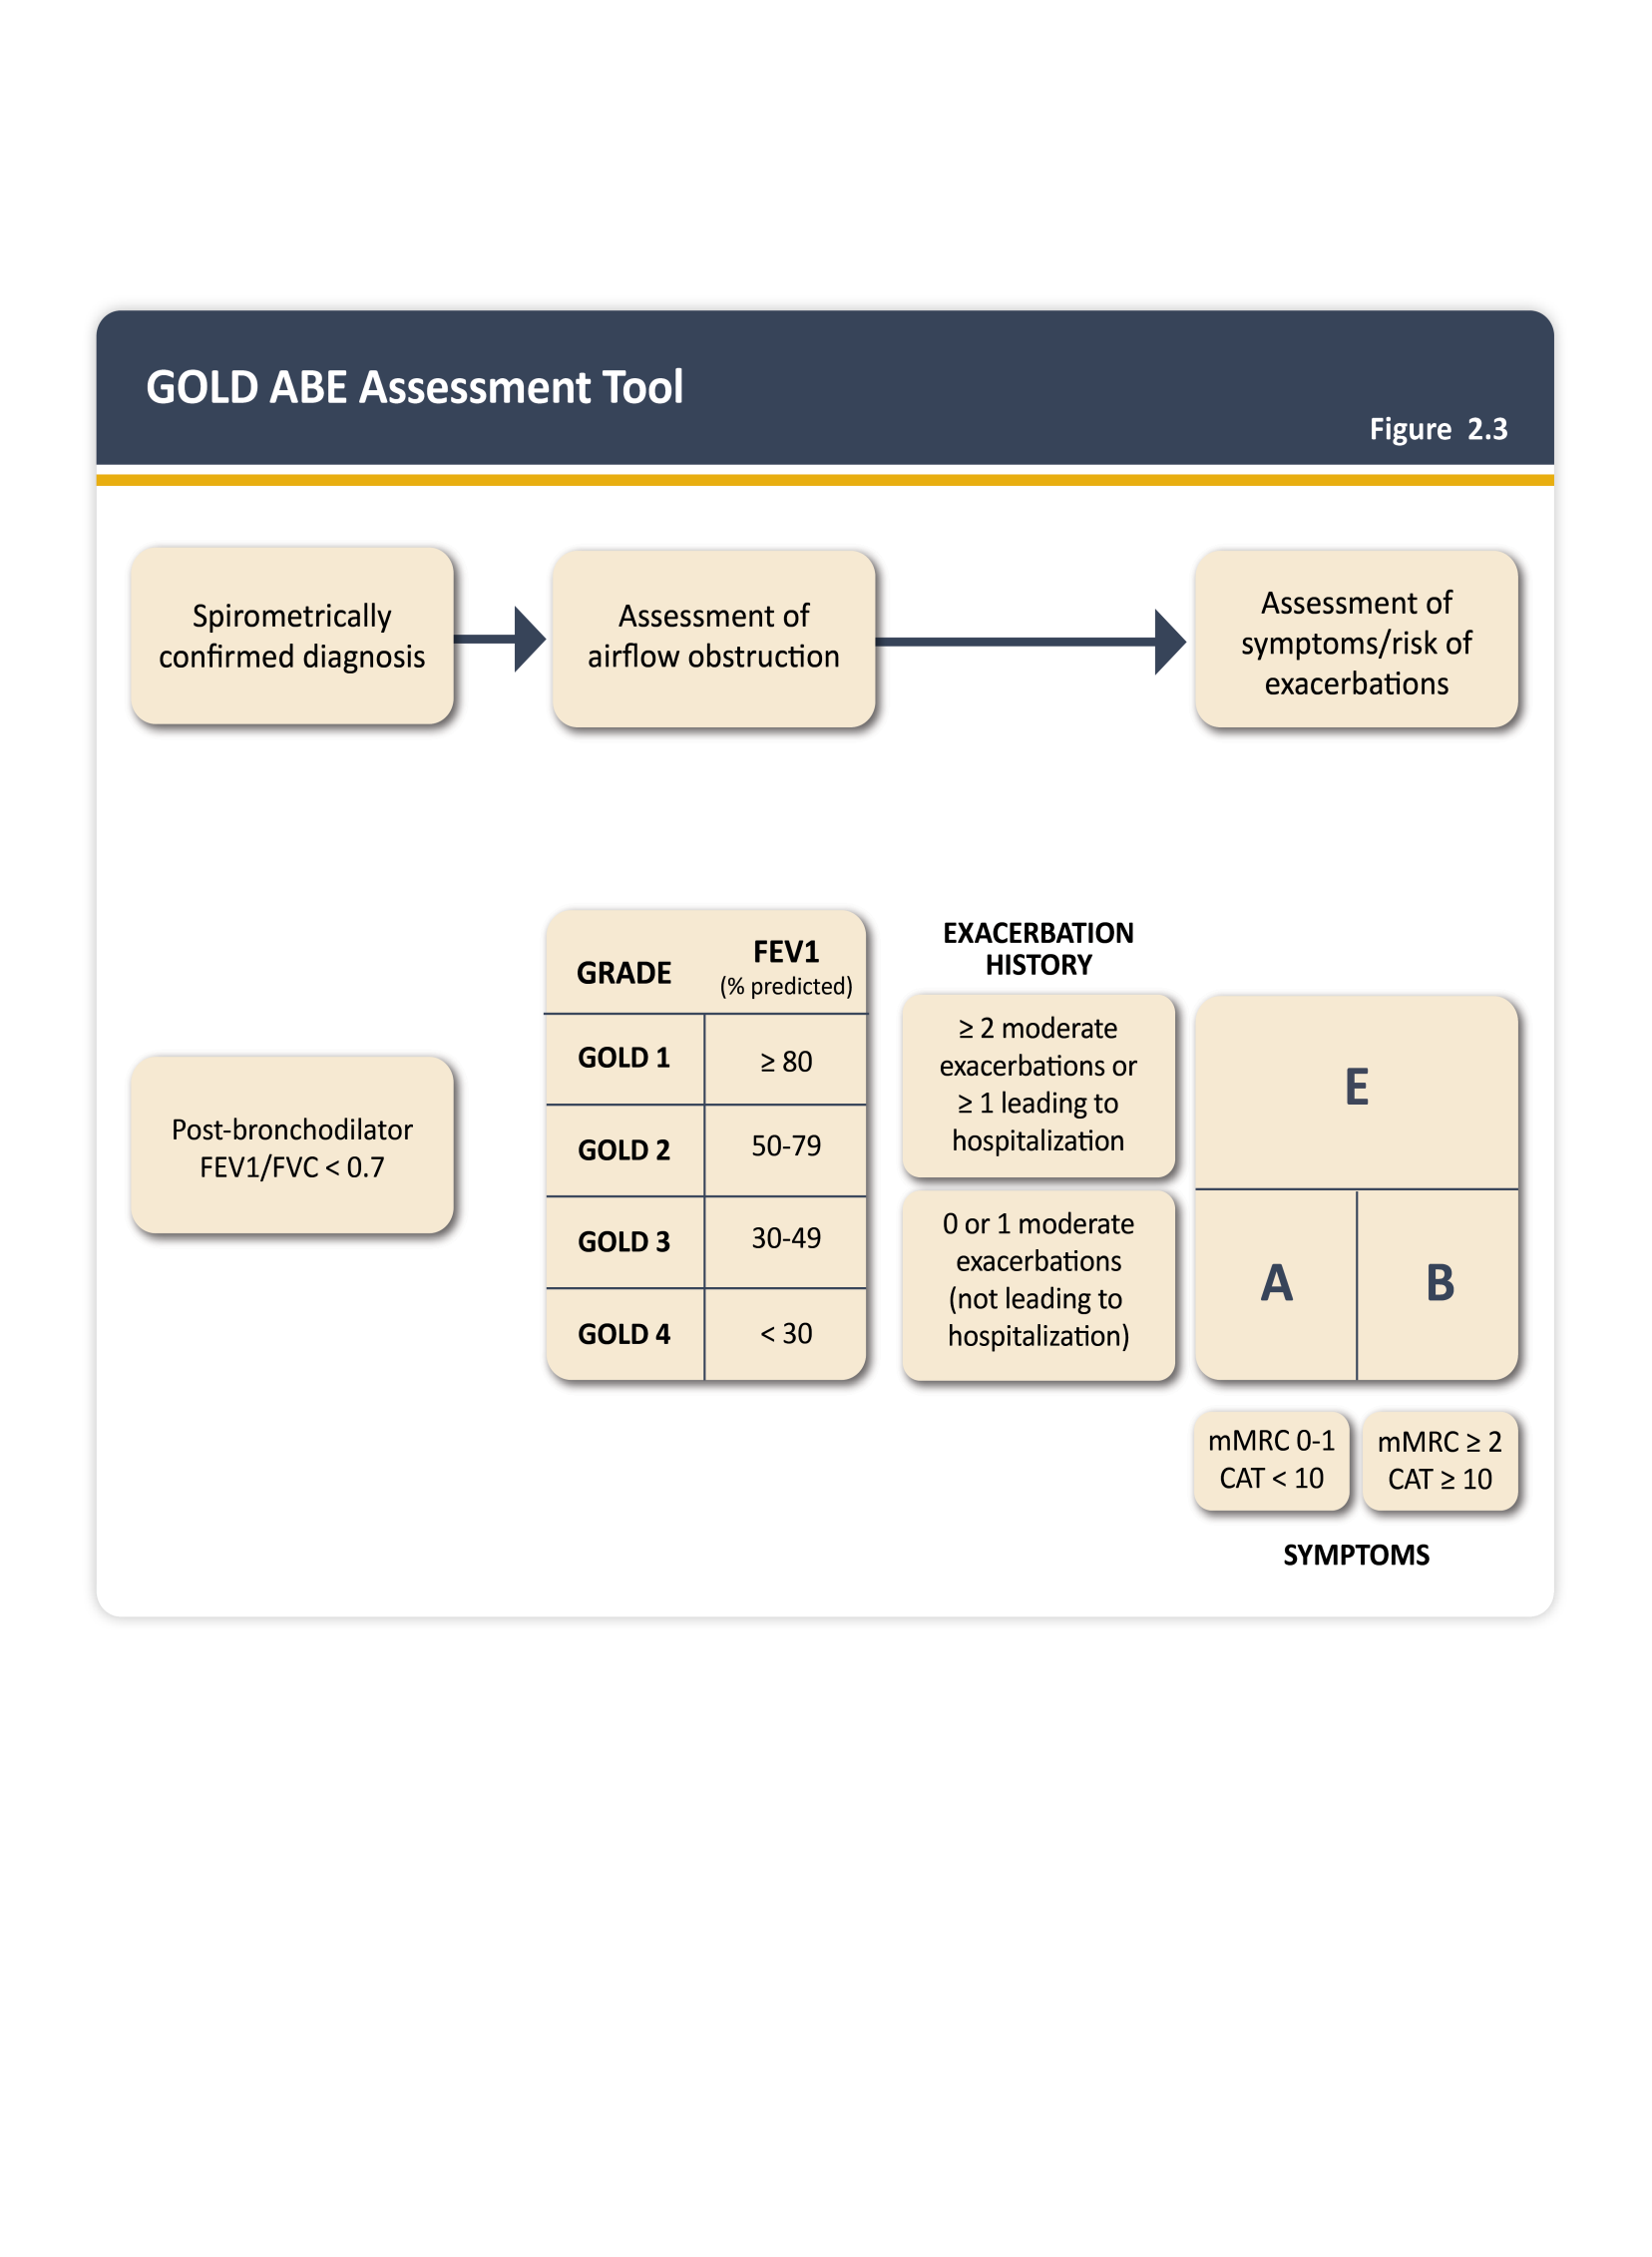 GOLD ABE Assessment Tool
Figure 2.3
Spirometrically
confirmed diagnosis
Assessment of
airflow obstruction
Assessment of
symptoms/risk of
exacerbations
Post-bronchodilator
FEV1/FVC < 0.7
GRADE
FEV1
(% predicted)
GOLD 1
≥ 80
GOLD 2
50-79
GOLD 3
30-49
GOLD 4
< 30
EXACERBATION
HISTORY
≥ 2 moderate
exacerbations or
≥ 1 leading to
hospitalization
0 or 1 moderate
exacerbations
(not leading to
hospitalization)
E
A
B
mMRC 0-1
CAT < 10
mMRC ≥ 2
CAT ≥ 10
SYMPTOMS